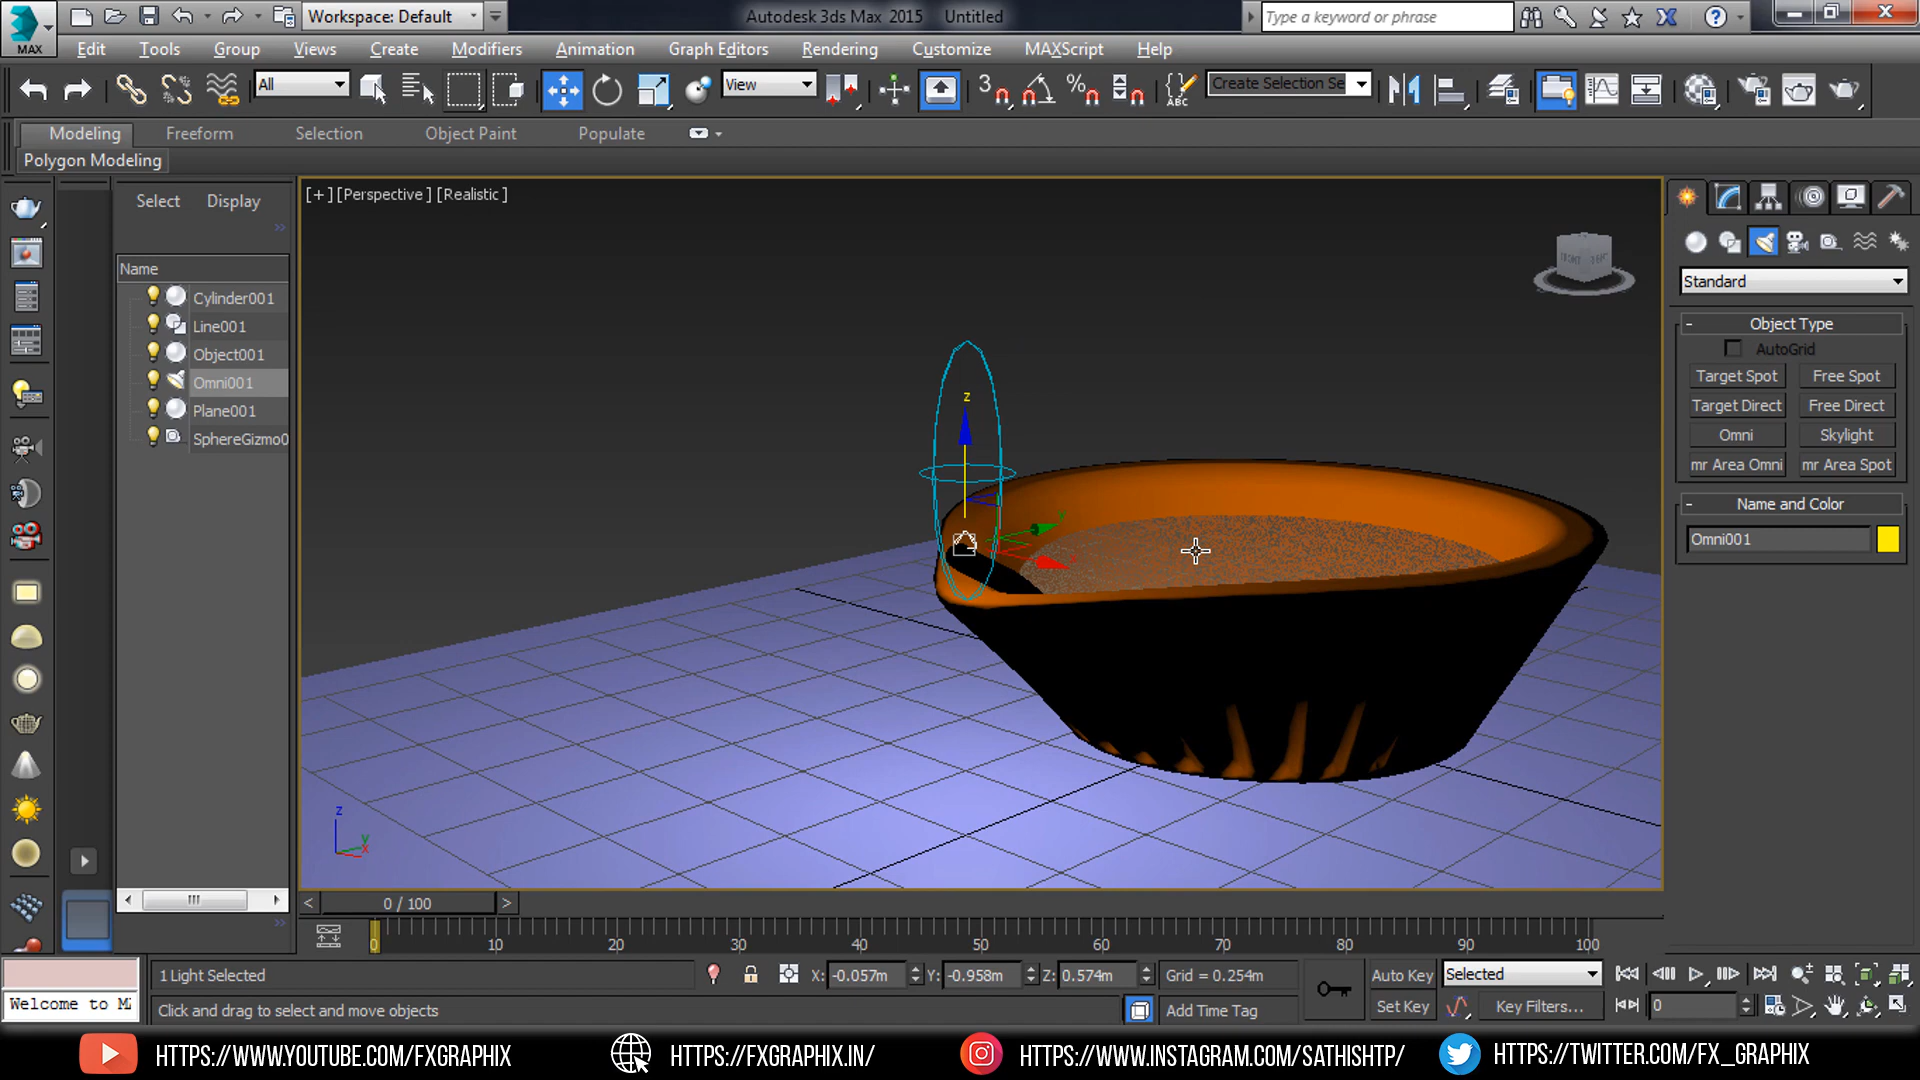 MAX
Workspace: Default
Autodesk 3ds Max 2015 Untitled
Type a keyword or phrase
Edit Tools Group Views Create Modifiers Animation Graph Editors Rendering Customize MAXScript Help
All
View
3
ABC
Create Selection Se
Modeling Freeform Selection Object Paint Populate
Polygon Modeling
Select Display
Name
Cylinder001
Line001
Object001
Omni001
Plane001
SphereGizmo0
[+][Perspective][Realistic]
z
y
x
z
y
x
Standard
Object Type
AutoGrid
Target Spot Free Spot
Target Direct Free Direct
Omni Skylight
mr Area Omni mr Area Spot
Name and Color
Omni001
0 / 100
0 10 20 30 40 50 60 70 80 90 100
1 Light Selected
X: -0.057m Y: -0.958m Z: 0.574m Grid = 0.254m
Auto Key Selected
Welcome to M
Click and drag to select and move objects
Add Time Tag
Set Key Key Filters...
0
HTTPS://WWW.YOUTUBE.COM/FXGRAPHIX
HTTPS://FXGRAPHIX.IN/
HTTPS://WWW.INSTAGRAM.COM/SATHISHTP/
HTTPS://TWITTER.COM/FX_GRAPHIX